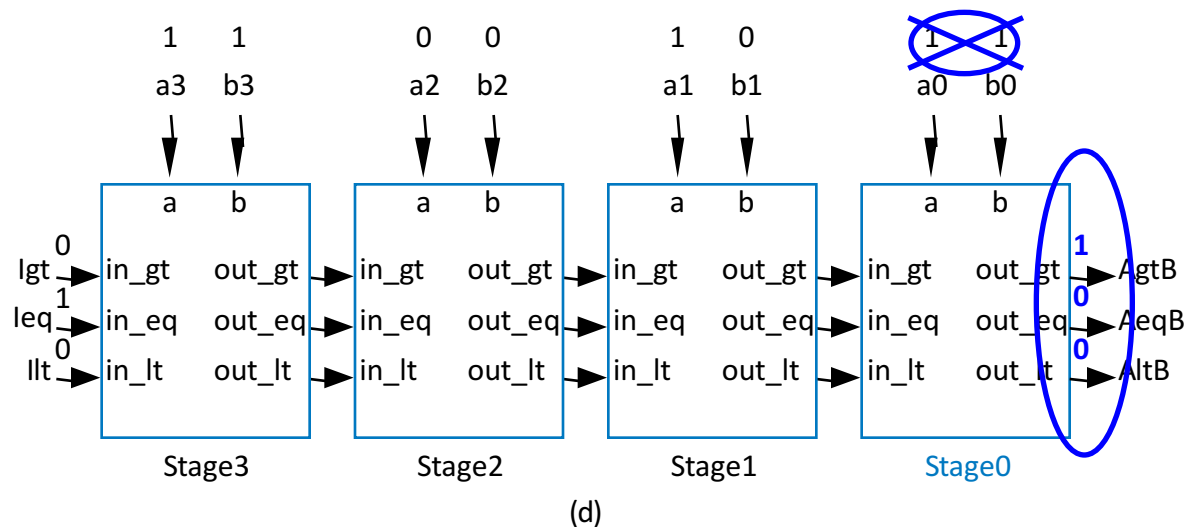 1 1 0 0 1 0 1 1
a3 b3 a2 b2 a1 b1 a0 b0
a b a b a b a b
0 1
Igt in_gt out_gt in_gt out_gt in_gt out_gt in_gt out_gt AgtB
1 0
Ieq in_eq out_eq in_eq out_eq in_eq out_eq in_eq out_eq AeqB
0 0
Ilt in_lt out_lt in_lt out_lt in_lt out_lt in_lt out_lt AltB
Stage3 Stage2 Stage1 Stage0
(d)